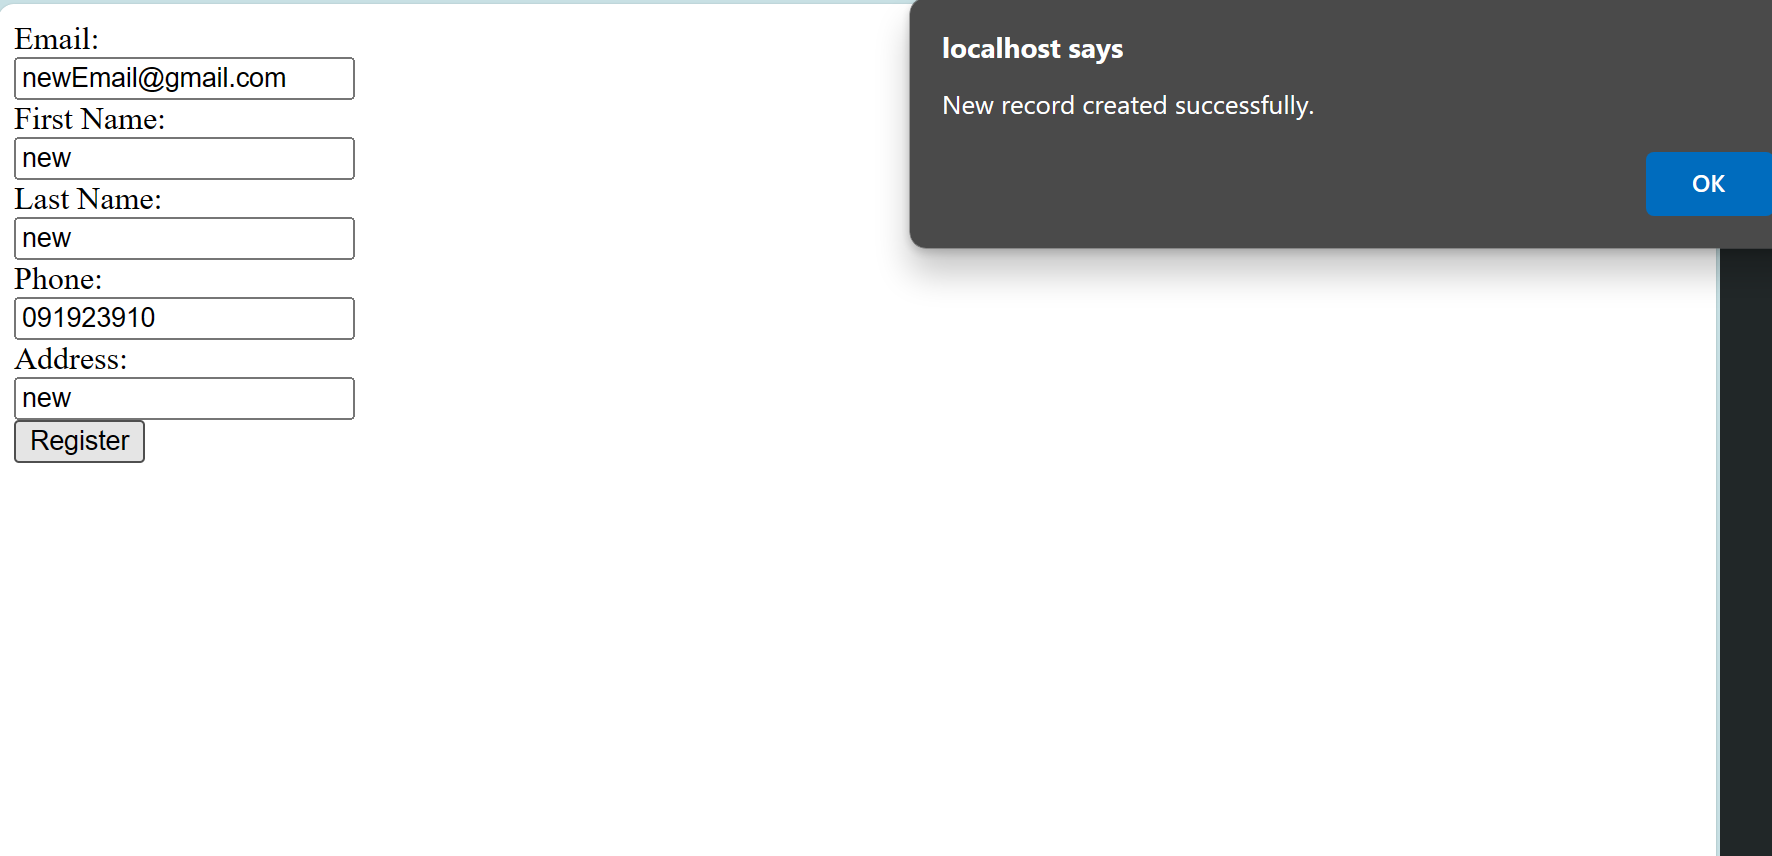 Email:
newEmail@gmail.com
First Name:
new
Last Name:
new
Phone:
091923910
Address:
new
Register
localhost says
New record created successfully.
OK